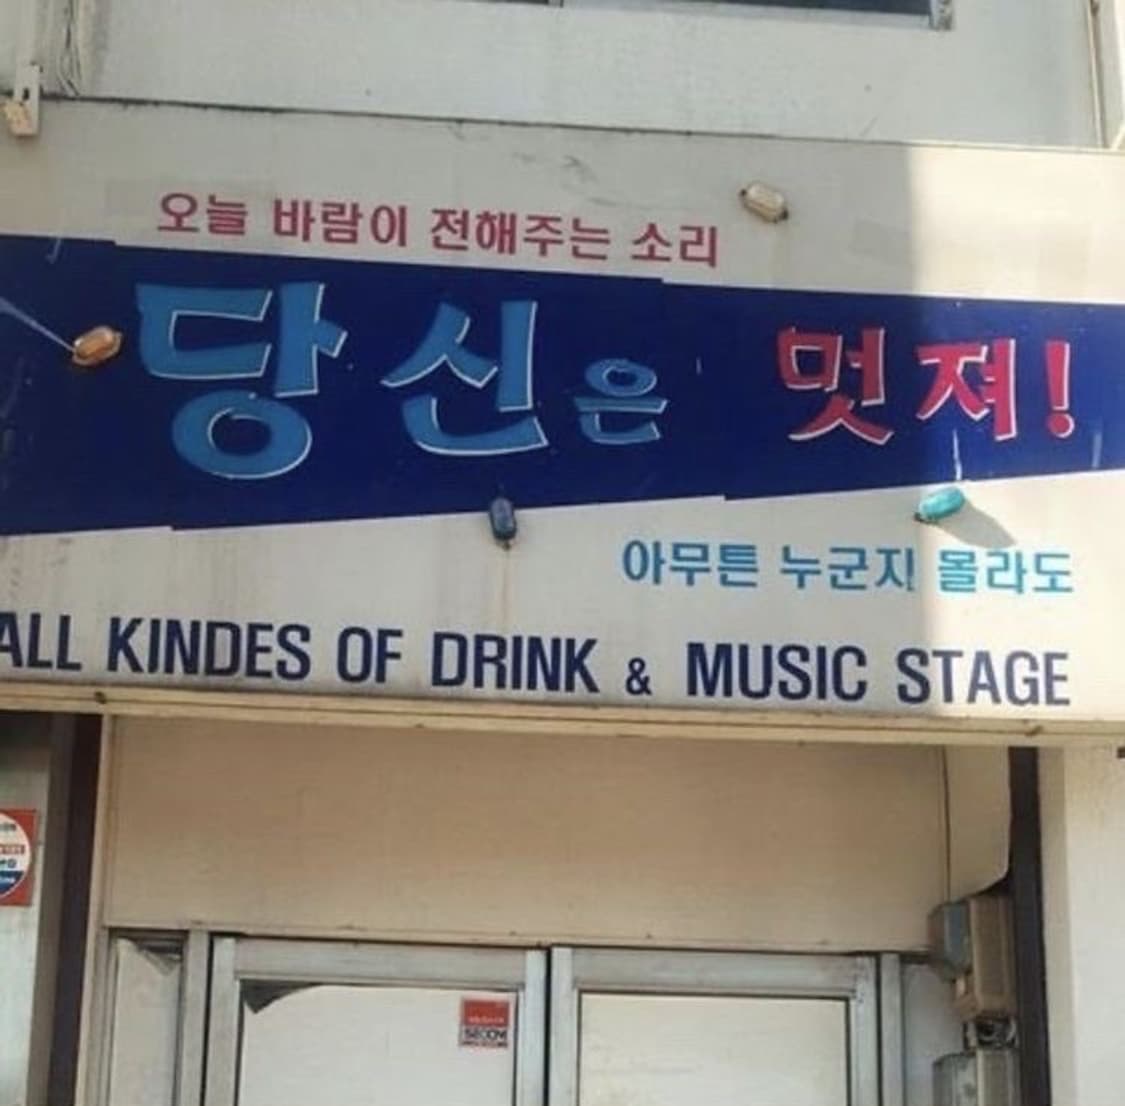 오늘 바람이 전해주는 소리
당신은 멋져!
아무튼 누군지 몰라도
ALL KINDES OF DRINK & MUSIC STAGE
SECOM